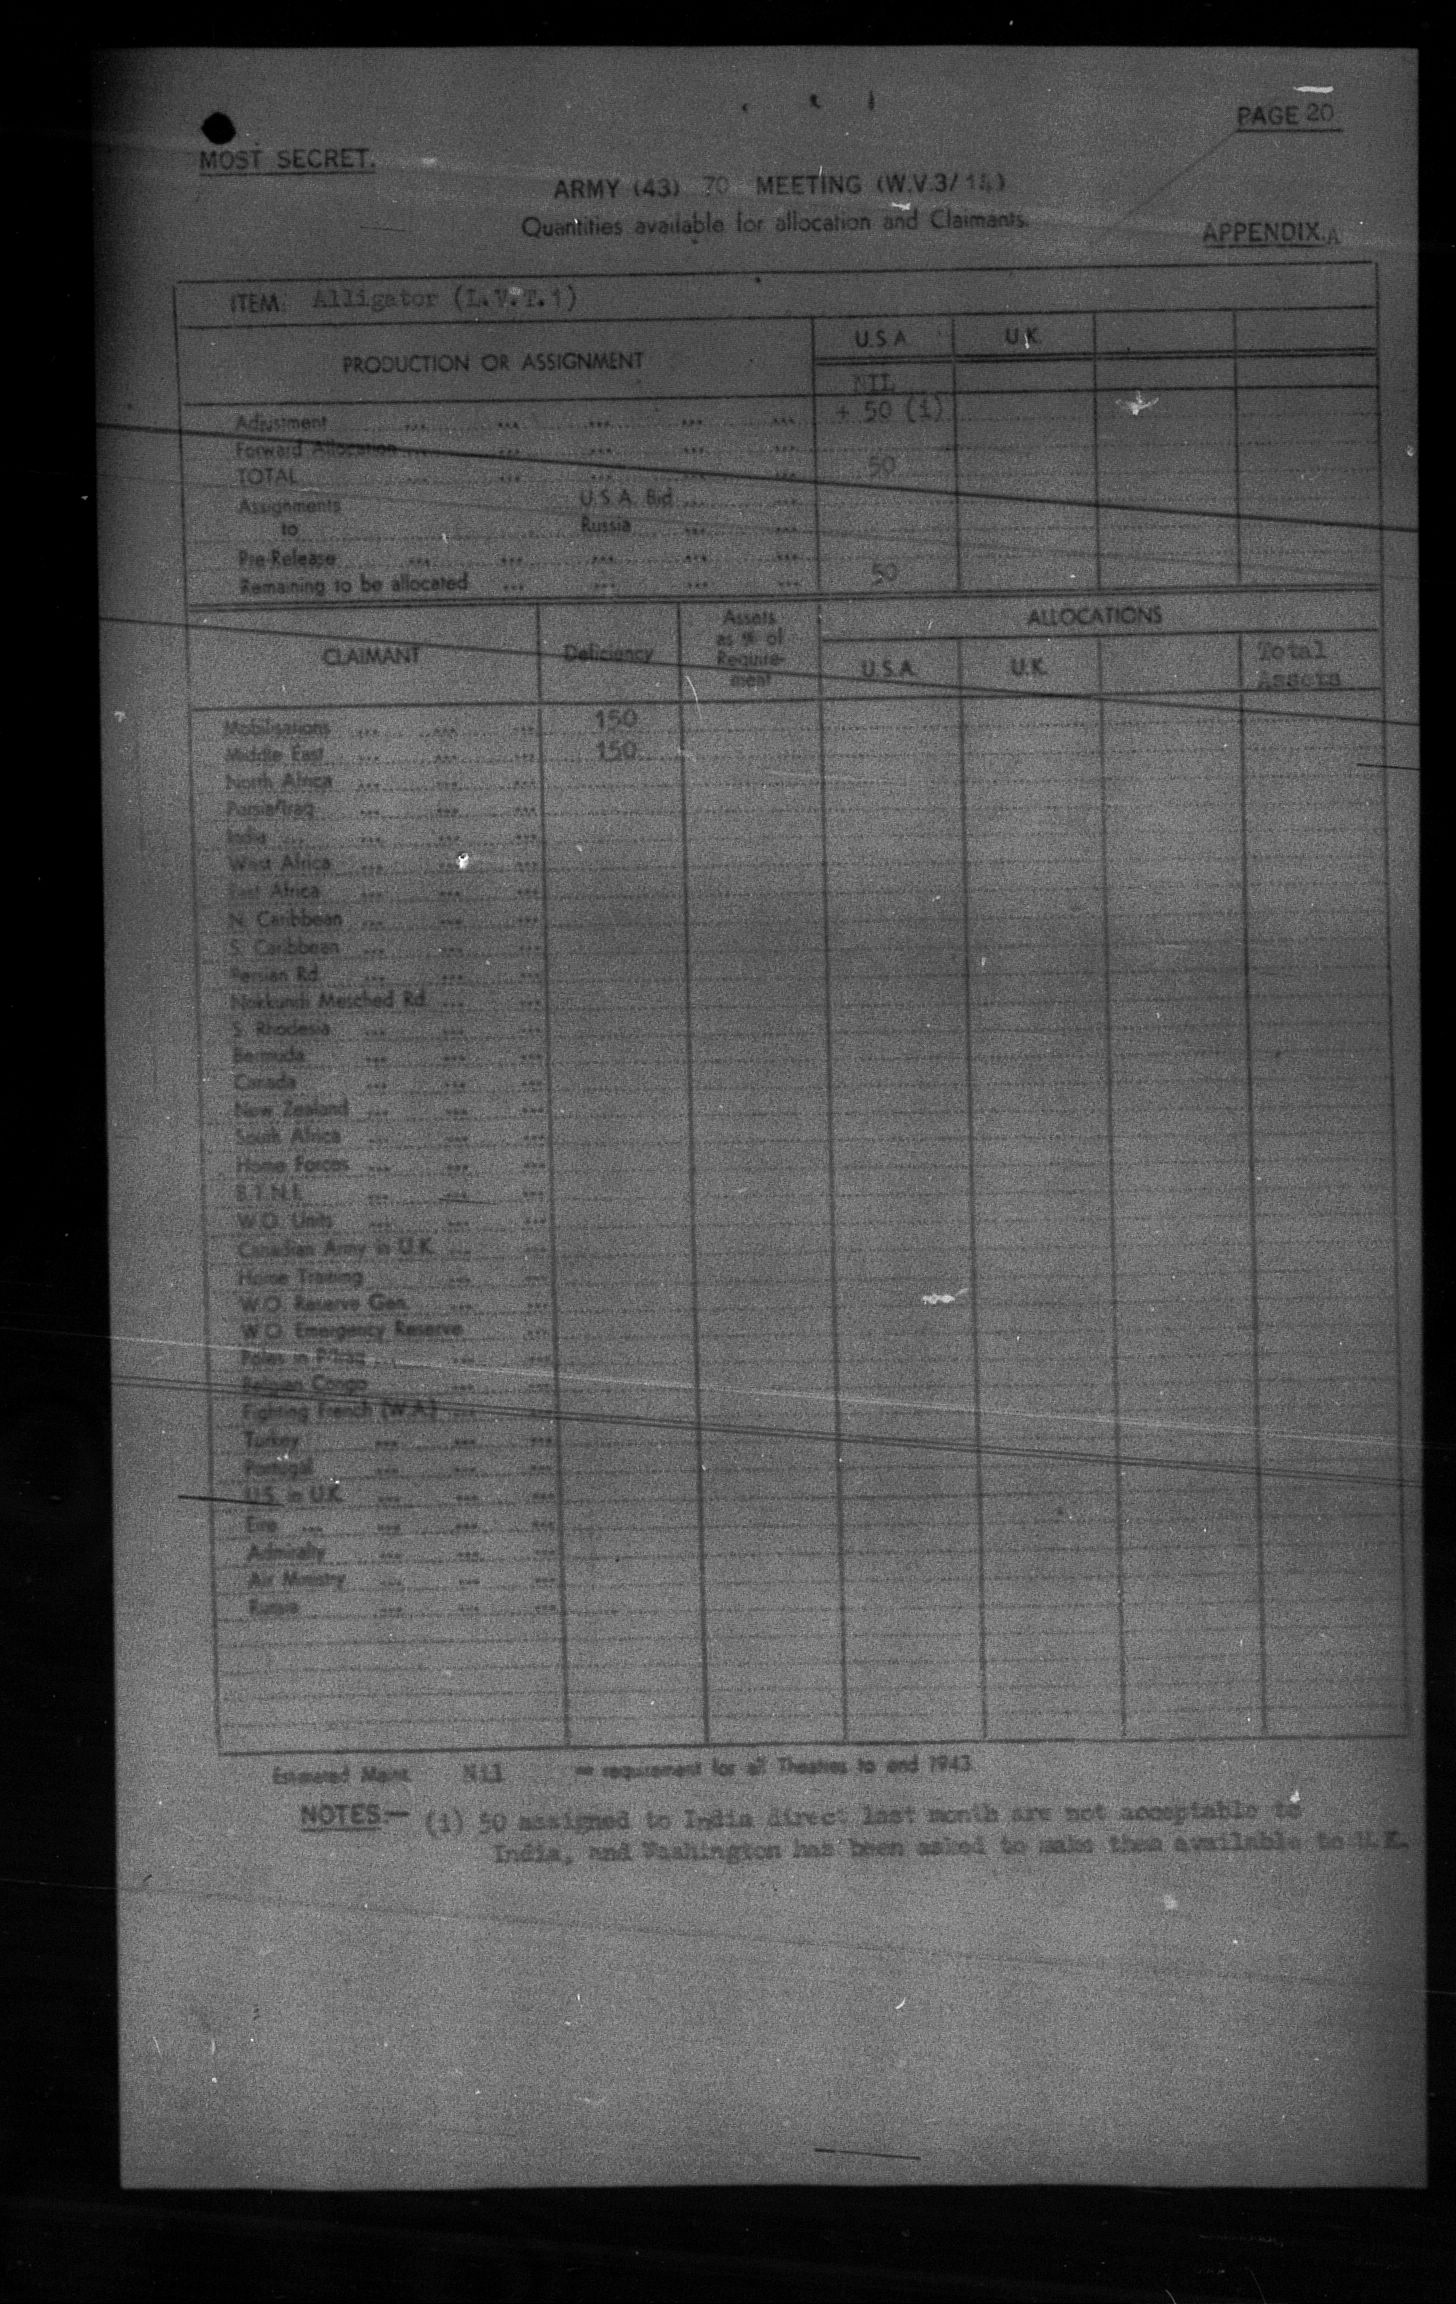 PAGE 20
MOST SECRET.
ARMY (43) 70 MEETING (W.V.3/14)
Quantities available for allocation and Claimants.
APPENDIX.A
ITEM: Alligator (L.V.T.1)
PRODUCTION OR ASSIGNMENT U.S.A. U.K.
NIL
Adjustment ... ... ... ... ... + 50 (i)
Forward Allocation ... ... ... ... ...
TOTAL ... ... ... ... 50
Assignments U.S.A. Bid ... ...
to Russia ... ...
Pre-Release ... ... ... ... ...
Remaining to be allocated ... ... ... ... 50
CLAIMANT Deficiency Assets as % of Require-ment ALLOCATIONS
U.S.A. U.K. Total Assets
Mobilisations ... ... ... 150
Middle East ... ... ... 150
North Africa ... ... ...
Persia/Iraq ... ... ...
India ... ... ... ...
West Africa ... ... ...
East Africa ... ... ...
N. Caribbean ... ... ...
S. Caribbean ... ... ...
Persian Rd. ... ... ...
Nokkundi Mesched Rd. ... ...
S. Rhodesia ... ... ...
Bermuda ... ... ...
Canada ... ... ...
New Zealand ... ... ...
South Africa ... ... ...
Home Forces ... ... ...
B.T.N.I. ... ... ...
W.O. Units ... ... ...
Canadian Army in U.K. ... ...
Home Training ... ...
W.O. Reserve Gen. ... ...
W.O. Emergency Reserve ...
Poles in P/Iraq ... ... ...
Belgian Congo ... ...
Fighting French (W.A.) ... ...
Turkey ... ... ...
Portugal ... ... ...
U.S. in U.K. ... ... ...
Eire ... ... ... ...
Admiralty ... ... ...
Air Ministry ... ... ...
Russia ... ... ...
Estimated Maint. Nil = requirement for all Theatres to end 1943.
NOTES:— (i) 50 assigned to India direct last month are not acceptable to
India, and Washington has been asked to make them available to U.K.